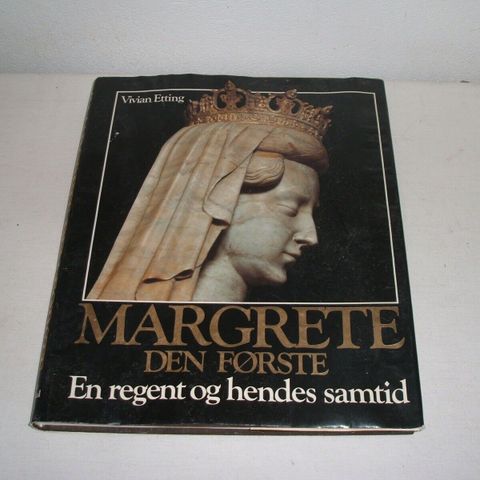 Vivian Etting
MARGRETE
DEN FØRSTE
En regent og hendes samtid